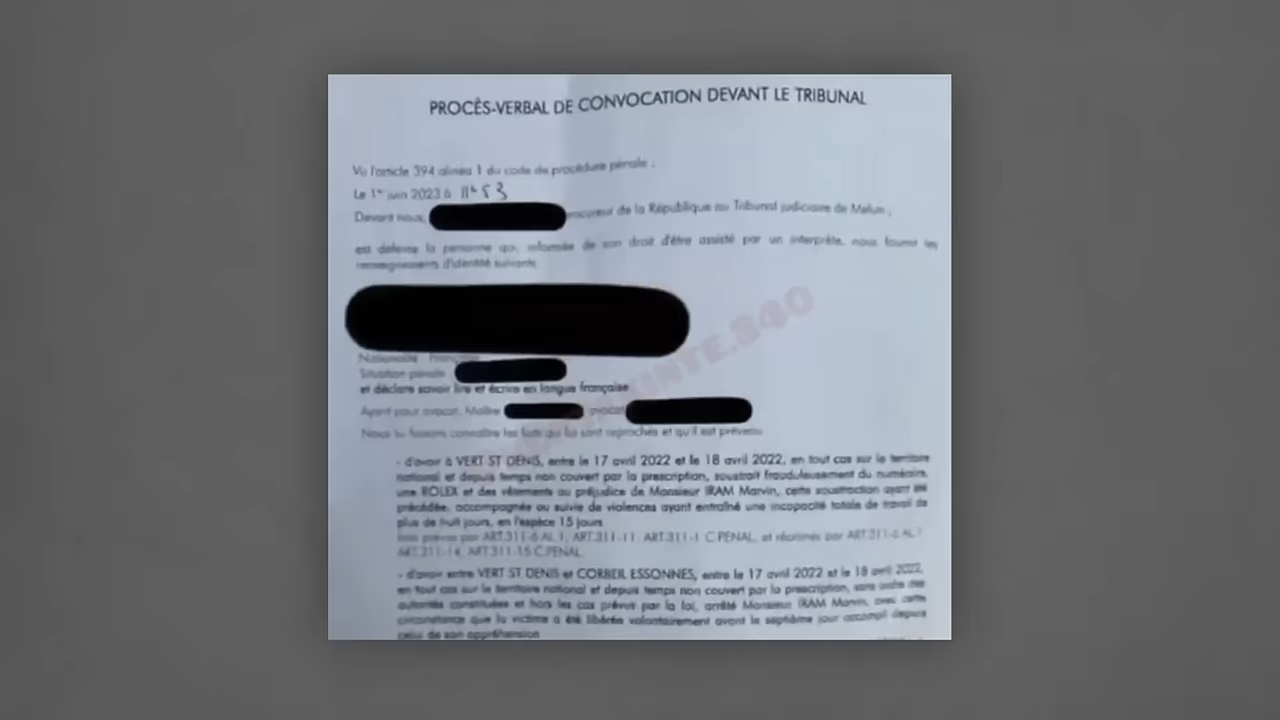 PROCÈS-VERBAL DE CONVOCATION DEVANT LE TRIBUNAL
Vu l'article 394 alinéa 1 du code de procédure pénale ;
Le 1er juin 2023 à 11h53
Devant nous, procureur de la République au Tribunal judiciaire de Melun ;
est déférée la personne qui, informée de son droit d'être assisté par un interprète, nous fournit les
renseignements d'identité suivants
Nationalité Française
Situation pénale
et déclare savoir lire et écrire en langue française
Ayant pour avocat, Maître avocat
Nous lui faisons connaître les faits qui lui sont reprochés et qu'il est prévenu
- d'avoir à VERT ST DENIS, entre le 17 avril 2022 et le 18 avril 2022, en tout cas sur le territoire
national et depuis temps non couvert par la prescription, soustrait frauduleusement du numéraire,
une ROLEX et des vêtements au préjudice de Monsieur IRAM Marvin, cette soustraction ayant été
précédée, accompagnée ou suivie de violences ayant entraîné une incapacité totale de travail de
plus de huit jours, en l'espèce 15 jours
faits prévus par ART.311-6 AL.1, ART.311-11, ART.311-1 C.PENAL. et réprimés par ART.311-6 AL.1
ART.311-14, ART.311-15 C.PENAL.
- d'avoir entre VERT ST DENIS et CORBEIL ESSONNES, entre le 17 avril 2022 et le 18 avril 2022,
en tout cas sur le territoire national et depuis temps non couvert par la prescription, sans ordre des
autorités constituées et hors les cas prévus par la loi, arrêté Monsieur IRAM Marvin, avec cette
circonstance que la victime a été libérée volontairement avant le septième jour accompli depuis
celui de son appréhension